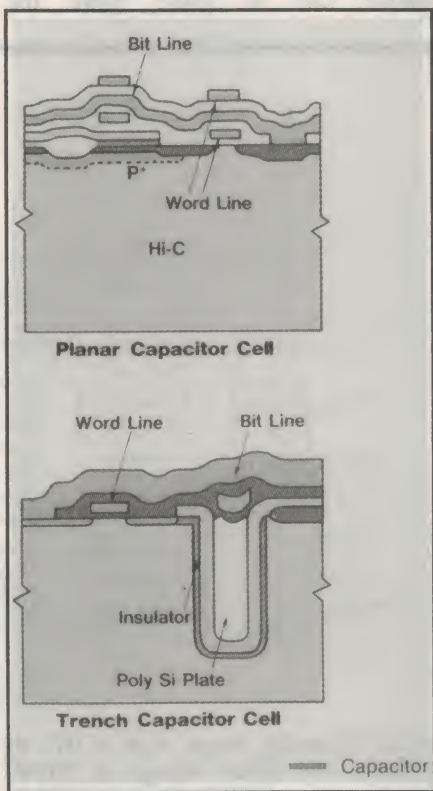 Bit Line
P+
Word Line
Hi-C
Planar Capacitor Cell
Word Line
Bit Line
Insulator
Poly Si Plate
Trench Capacitor Cell
Capacitor